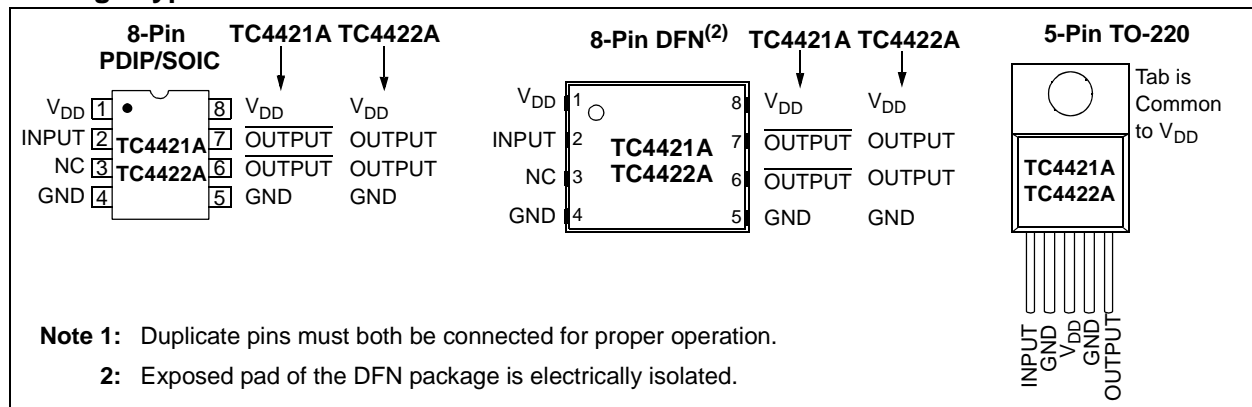 8-Pin
PDIP/SOIC
TC4421A TC4422A
VDD 1 8 VDD VDD
INPUT 2 TC4421A 7 OUTPUT OUTPUT
NC 3 TC4422A 6 OUTPUT OUTPUT
GND 4 5 GND GND
8-Pin DFN(2) TC4421A TC4422A
VDD 1 8 VDD VDD
INPUT 2 TC4421A 7 OUTPUT OUTPUT
NC 3 TC4422A 6 OUTPUT OUTPUT
GND 4 5 GND GND
5-Pin TO-220
Tab is
Common
to VDD
TC4421A
TC4422A
INPUT
GND
VDD
GND
OUTPUT
Note 1: Duplicate pins must both be connected for proper operation.
2: Exposed pad of the DFN package is electrically isolated.